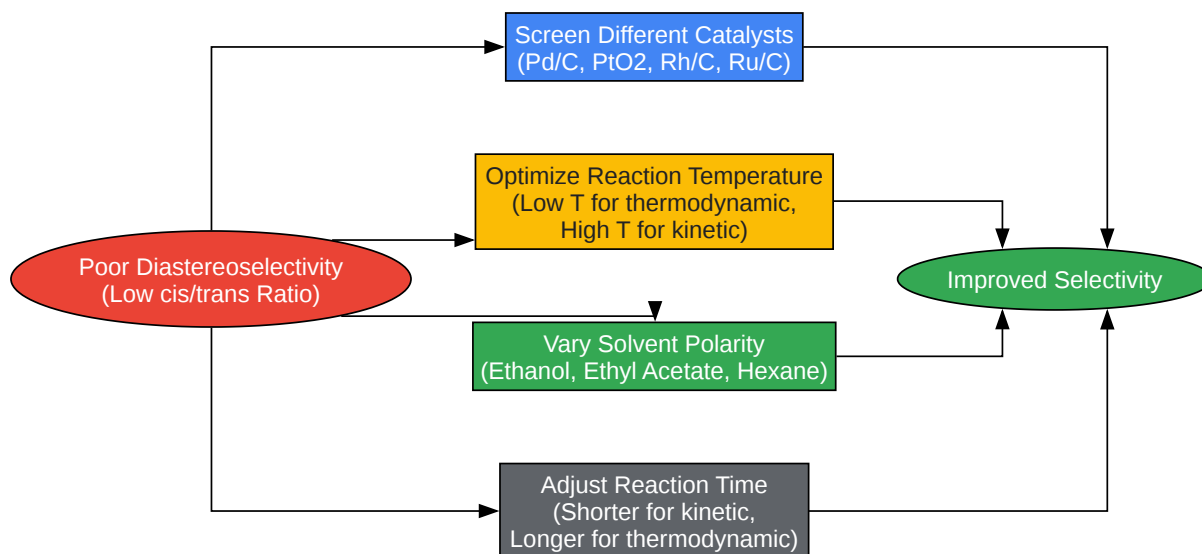 Screen Different Catalysts
(Pd/C, PtO2, Rh/C, Ru/C)
Optimize Reaction Temperature
(Low T for thermodynamic,
High T for kinetic)
Poor Diastereoselectivity
(Low cis/trans Ratio)
Improved Selectivity
Vary Solvent Polarity
(Ethanol, Ethyl Acetate, Hexane)
Adjust Reaction Time
(Shorter for kinetic,
Longer for thermodynamic)